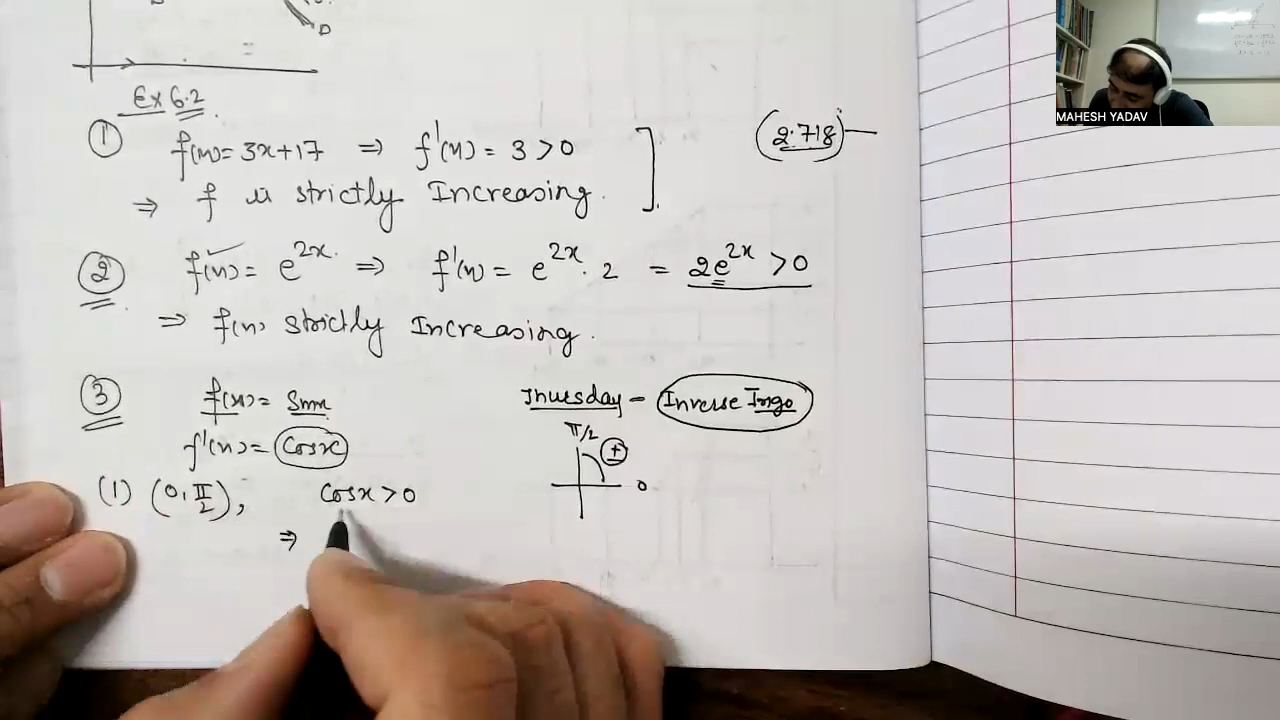 D
Ex 6.2
① f(x) = 3x+17 ⇒ f'(x) = 3 > 0
⇒ f is strictly Increasing.
(2.718)
② f(x) = e^{2x} ⇒ f'(x) = e^{2x}. 2 = 2e^{2x} > 0
⇒ f(x) strictly Increasing.
③ f(x) = Sinx
f'(x) = Cosx
(1) (0, π/2), Cosx > 0
⇒
Thursday - Inverse Trigo
π/2
+
0
MAHESH YADAV